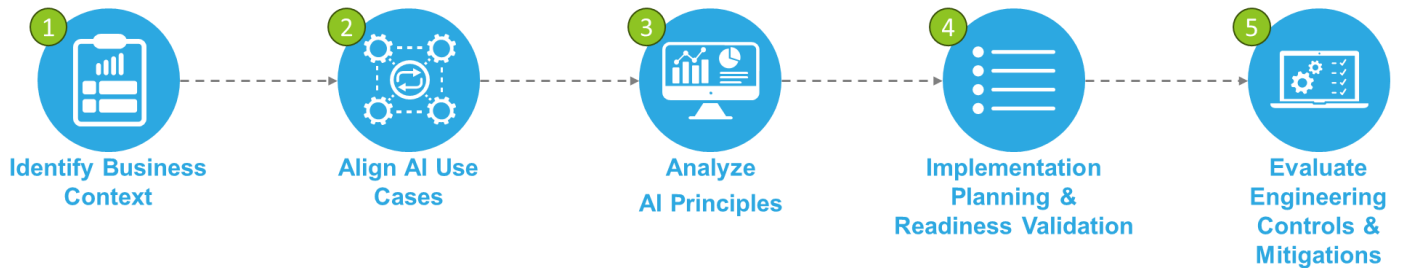 1
Identify Business
Context
2
Align AI Use
Cases
3
Analyze
AI Principles
4
Implementation
Planning &
Readiness Validation
5
Evaluate
Engineering
Controls &
Mitigations